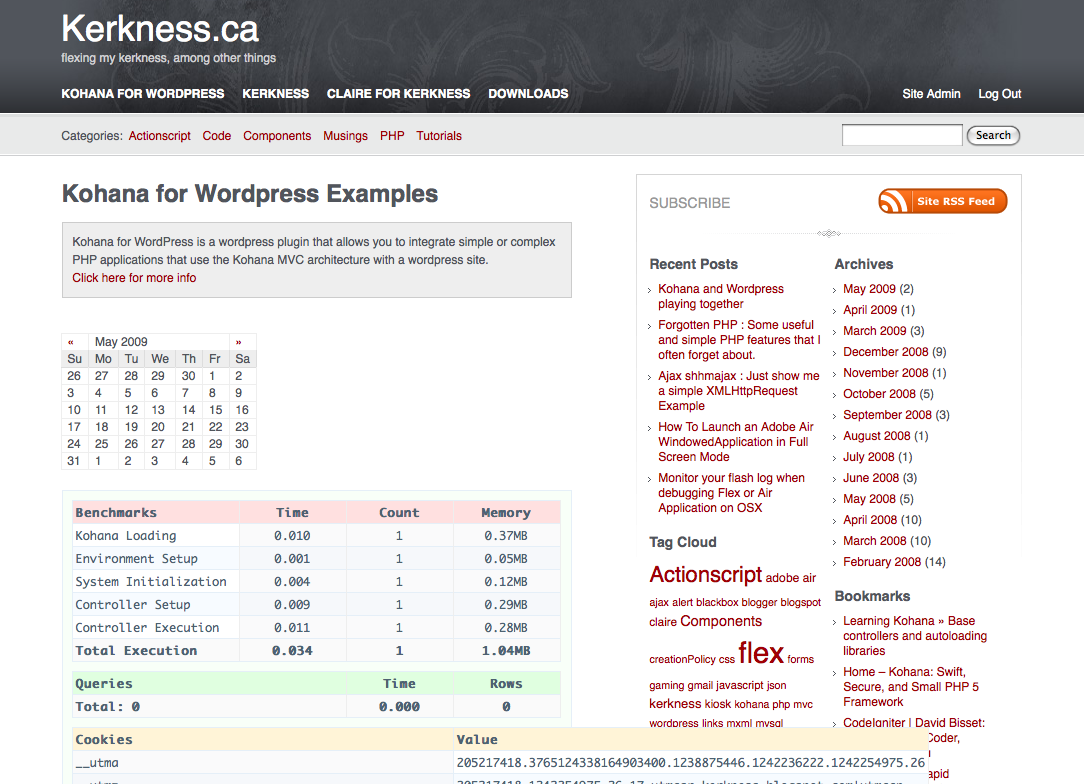 Kerkness.ca
flexing my kerkness, among other things
KOHANA FOR WORDPRESS KERKNESS CLAIRE FOR KERKNESS DOWNLOADS
Site Admin Log Out
Categories: Actionscript Code Components Musings PHP Tutorials
Search
Kohana for Wordpress Examples
Kohana for WordPress is a wordpress plugin that allows you to integrate simple or complex
PHP applications that use the Kohana MVC architecture with a wordpress site.
Click here for more info
« May 2009 »
Su Mo Tu We Th Fr Sa
26 27 28 29 30 1 2
3 4 5 6 7 8 9
10 11 12 13 14 15 16
17 18 19 20 21 22 23
24 25 26 27 28 29 30
31 1 2 3 4 5 6
Benchmarks Time Count Memory
Kohana Loading 0.010 1 0.37MB
Environment Setup 0.001 1 0.05MB
System Initialization 0.004 1 0.12MB
Controller Setup 0.009 1 0.29MB
Controller Execution 0.011 1 0.28MB
Total Execution 0.034 1 1.04MB
Queries Time Rows
Total: 0 0.000 0
Cookies Value
__utma 205217418.3765124338164903400.1238875446.1242236222.1242254975.26
SUBSCRIBE
Site RSS Feed
Recent Posts
Kohana and Wordpress
playing together
Forgotten PHP : Some useful
and simple PHP features that I
often forget about.
Ajax shhmajax : Just show me
a simple XMLHttpRequest
Example
How To Launch an Adobe Air
WindowedApplication in Full
Screen Mode
Monitor your flash log when
debugging Flex or Air
Application on OSX
Tag Cloud
Actionscript adobe air
ajax alert blackbox blogger blogspot
claire Components
creationPolicy css flex forms
gaming gmail javascript json
kerkness kiosk kohana php mvc
wordpress links mxml mysql
Archives
May 2009 (2)
April 2009 (1)
March 2009 (3)
December 2008 (9)
November 2008 (1)
October 2008 (5)
September 2008 (3)
August 2008 (1)
July 2008 (1)
June 2008 (3)
May 2008 (5)
April 2008 (10)
March 2008 (10)
February 2008 (14)
Bookmarks
Learning Kohana » Base
controllers and autoloading
libraries
Home – Kohana: Swift,
Secure, and Small PHP 5
Framework
CodeIgniter | David Bisset:
Coder,